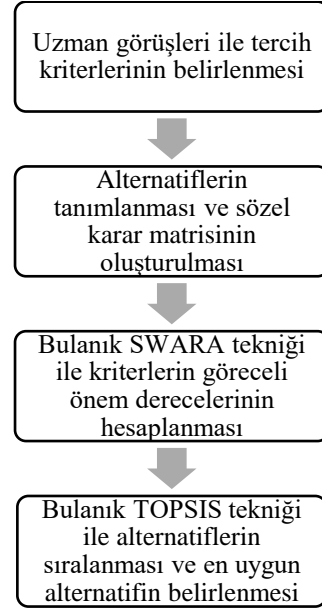 Uzman görüşleri ile tercih
kriterlerinin belirlenmesi
Alternatiflerin
tanımlanması ve sözel
karar matrisinin
oluşturulması
Bulanık SWARA tekniği
ile kriterlerin göreceli
önem derecelerinin
hesaplanması
Bulanık TOPSIS tekniği
ile alternatiflerin
sıralanması ve en uygun
alternatifin belirlenmesi